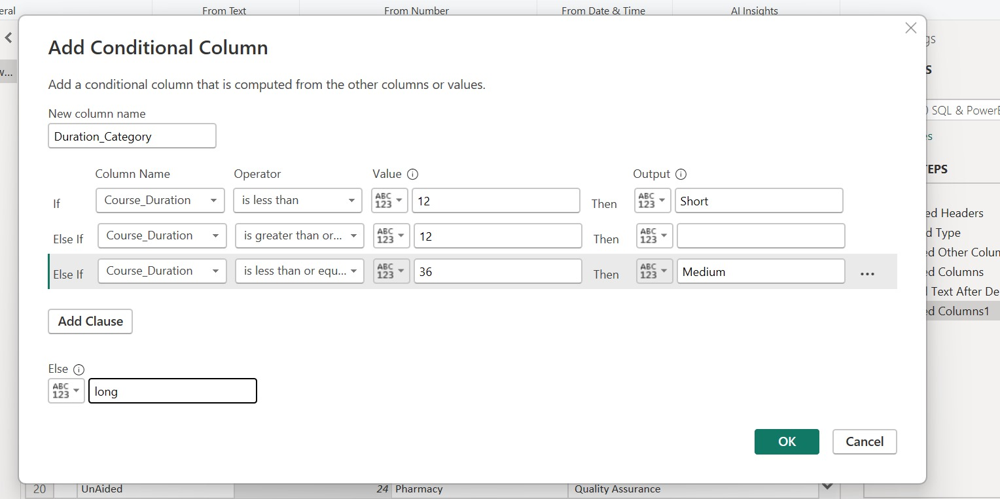 eral From Text From Number From Date & Time AI Insights
Add Conditional Column
gs
w...
S
Add a conditional column that is computed from the other columns or values.
New column name
) SQL & PowerB
Duration_Category
es
Column Name Operator Value Output
TEPS
If Course_Duration is less than ABC 123 12 Then ABC 123 Short
ed Headers
Else If Course_Duration is greater than or... ABC 123 12 Then ABC 123
d Type
ed Other Colum
Else If Course_Duration is less than or equ... ABC 123 36 Then ABC 123 Medium ...
ed Columns
d Text After De
ed Columns1
Add Clause
Else
ABC 123 long
OK Cancel
20 UnAided 24 Pharmacy Quality Assurance